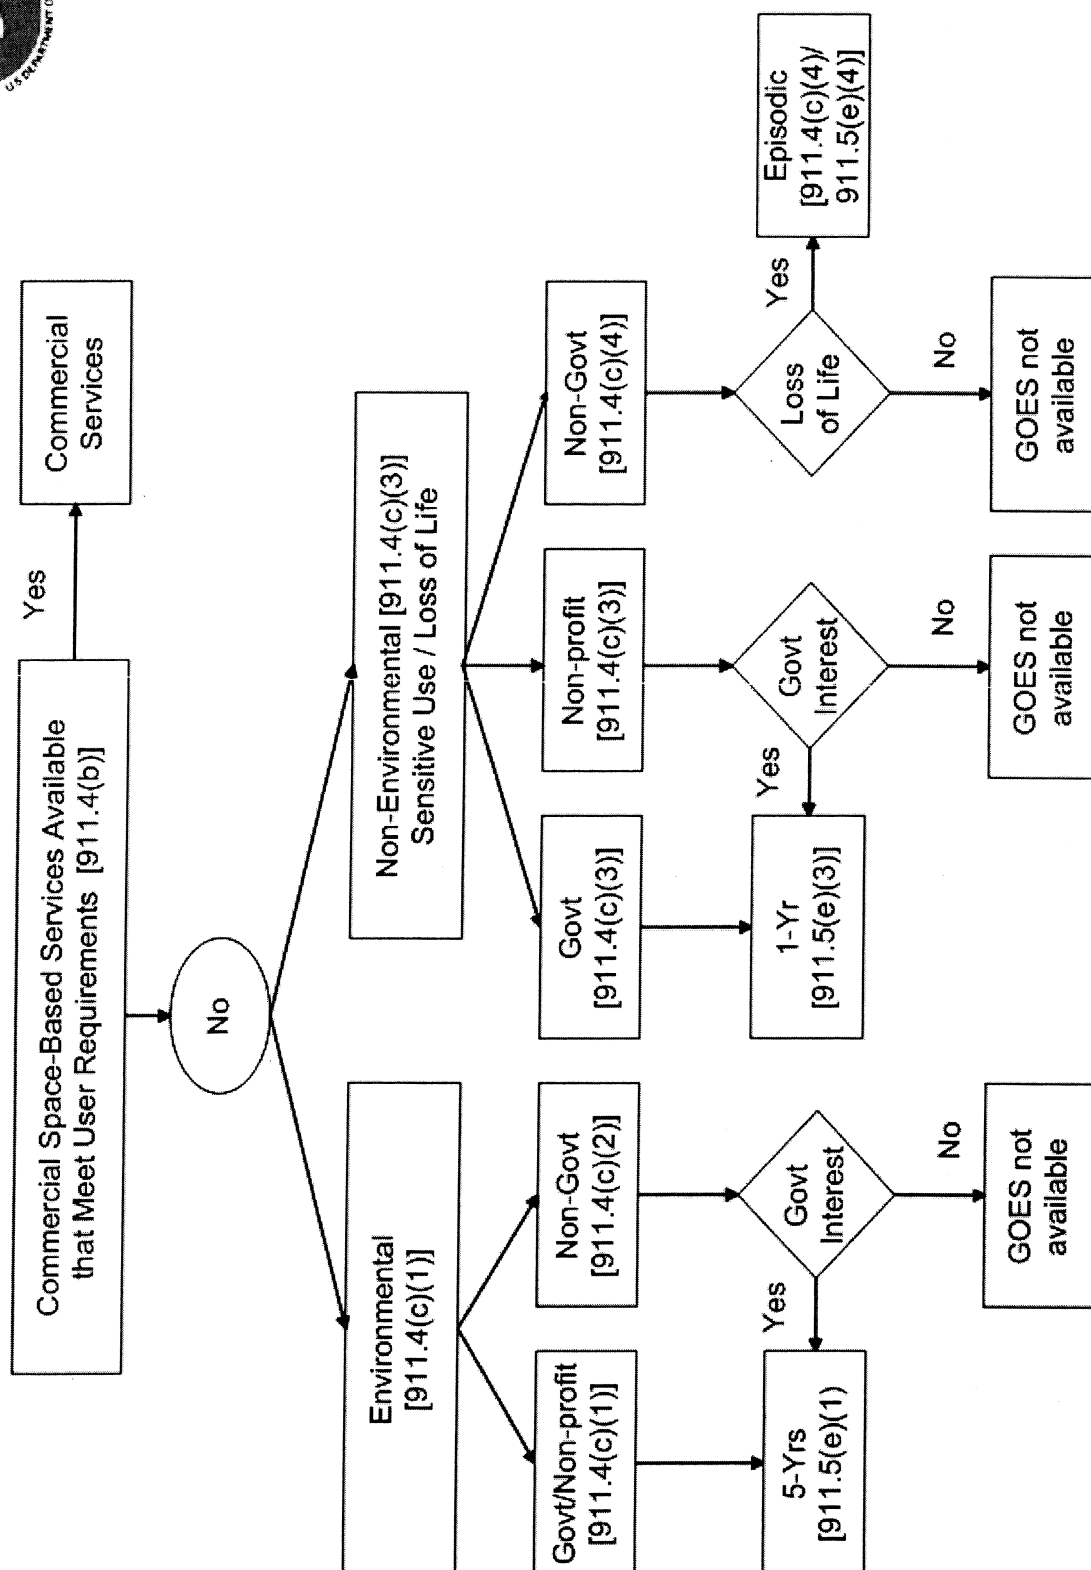 U.S DEPARTMENT O
Commercial Space-Based Services Available
that Meet User Requirements [911.4(b)]
Yes
Commercial
Services
No
Environmental
[911.4(c)(1)]
Non-Environmental [911.4(c)(3)]
Sensitive Use / Loss of Life
Govt/Non-profit
[911.4(c)(1)]
Non-Govt
[911.4(c)(2)]
Govt
[911.4(c)(3)]
Non-profit
[911.4(c)(3)]
Non-Govt
[911.4(c)(4)]
5-Yrs
[911.5(e)(1)
Yes
Govt
Interest
1-Yr
[911.5(e)(3)]
Yes
Govt
Interest
Loss
of Life
Yes
Episodic
[911.4(c)(4)/
911.5(e)(4)]
No
No
No
GOES not
available
GOES not
available
GOES not
available